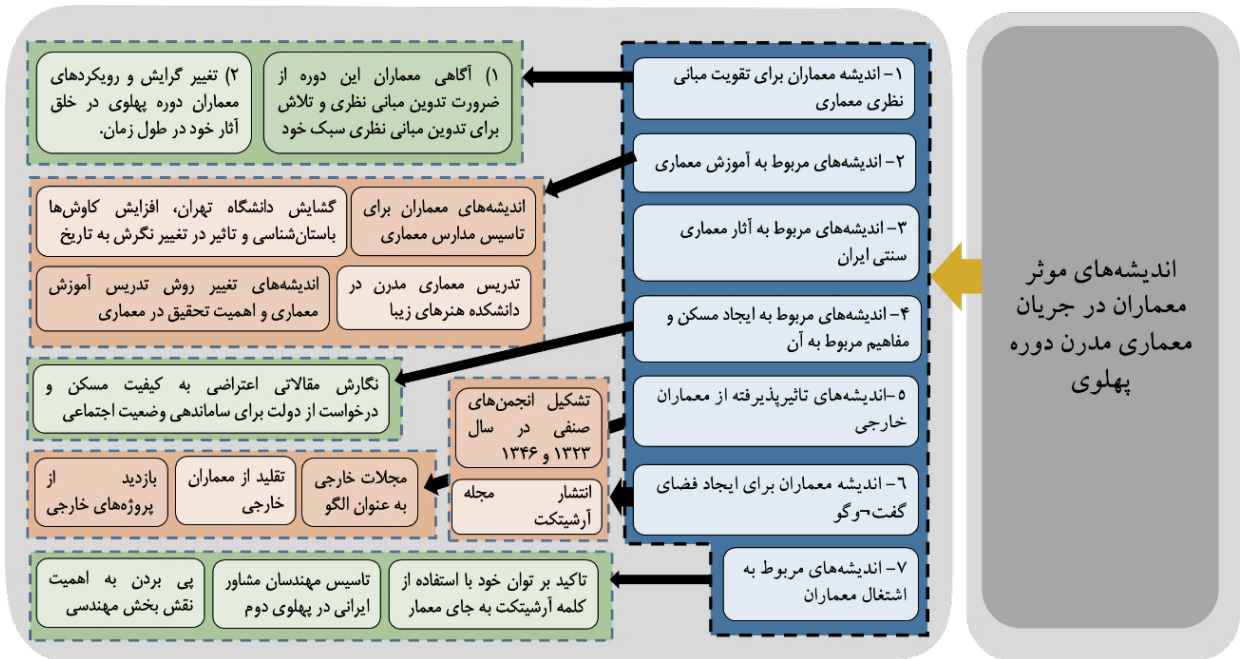 اندیشه‌های موثر
معماران در جریان
معماری مدرن دوره
پهلوی
۱- اندیشه معماران برای تقویت مبانی
نظری معماری
۲- اندیشه‌های مربوط به آموزش معماری
۳- اندیشه‌های مربوط به آثار معماری
سنتی ایران
۴- اندیشه‌های مربوط به ایجاد مسکن و
مفاهیم مربوط به آن
۵-اندیشه‌های تاثیرپذیرفته از معماران
خارجی
۶- اندیشه معماران برای ایجاد فضای
گفت¬وگو
۷- اندیشه‌های مربوط به
اشتغال معماران
۱) آگاهی معماران این دوره از
ضرورت تدوین مبانی نظری و تلاش
برای تدوین مبانی نظری سبک خود
۲) تغییر گرایش و رویکردهای
معماران دوره پهلوی در خلق
آثار خود در طول زمان.
اندیشه‌های معماران برای
تاسیس مدارس معماری
گشایش دانشگاه تهران، افزایش کاوش‌ها
باستان‌شناسی و تاثیر در تغییر نگرش به تاریخ
تدریس معماری مدرن در
دانشکده هنرهای زیبا
اندیشه‌های تغییر روش تدریس آموزش
معماری و اهمیت تحقیق در معماری
نگارش مقالاتی اعتراضی به کیفیت مسکن و
درخواست از دولت برای ساماندهی وضعیت اجتماعی
تشکیل انجمن‌های
صنفی در سال
۱۳۲۳ و ۱۳۴۶
انتشار مجله
آرشیتکت
مجلات خارجی
به عنوان الگو
تقلید از معماران
خارجی
بازدید از
پروژه‌های خارجی
تاکید بر توان خود با استفاده از
کلمه آرشیتکت به جای معمار
تاسیس مهندسان مشاور
ایرانی در پهلوی دوم
پی بردن به اهمیت
نقش بخش مهندسی